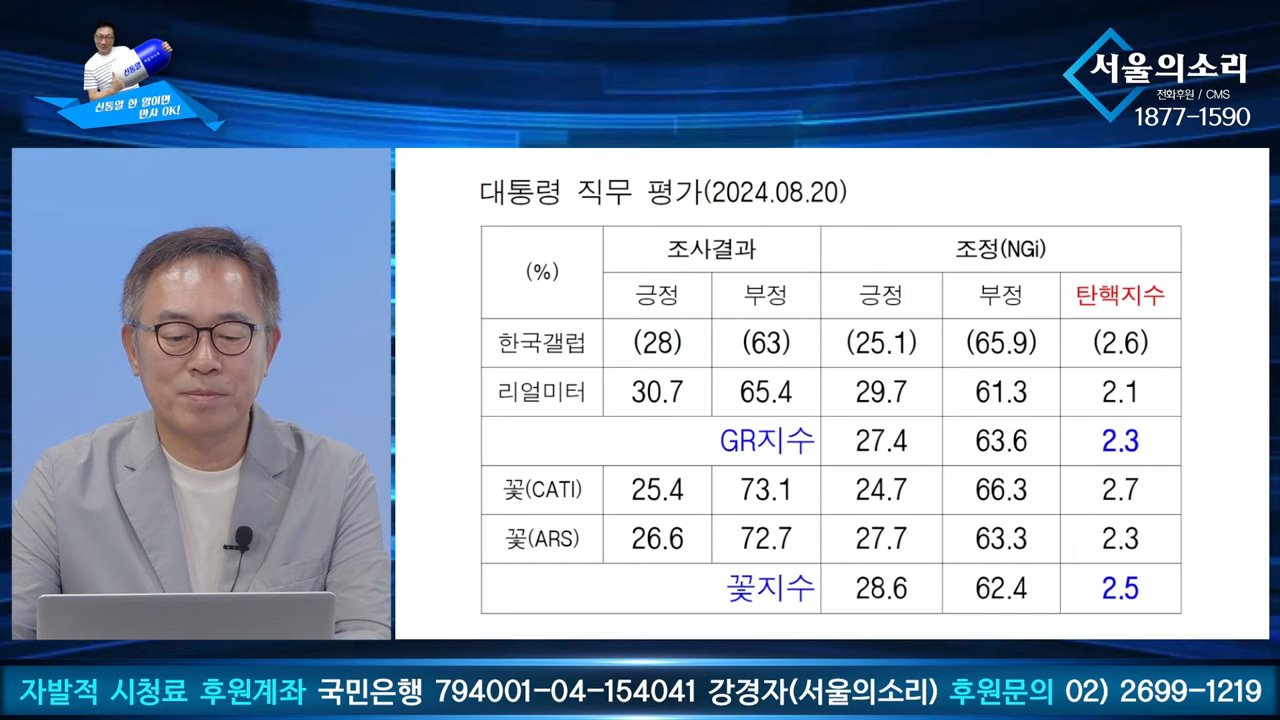 신통알
신통알 한 알이면
만사 OK!
서울의소리
전화후원 / CMS
1877-1590
대통령 직무 평가(2024.08.20)
(%) 조사결과 조정(NGi)
긍정 부정 긍정 부정 탄핵지수
한국갤럽 (28) (63) (25.1) (65.9) (2.6)
리얼미터 30.7 65.4 29.7 61.3 2.1
GR지수 27.4 63.6 2.3
꽃(CATI) 25.4 73.1 24.7 66.3 2.7
꽃(ARS) 26.6 72.7 27.7 63.3 2.3
꽃지수 28.6 62.4 2.5
자발적 시청료 후원계좌 국민은행 794001-04-154041 강경자(서울의소리) 후원문의 02) 2699-1219